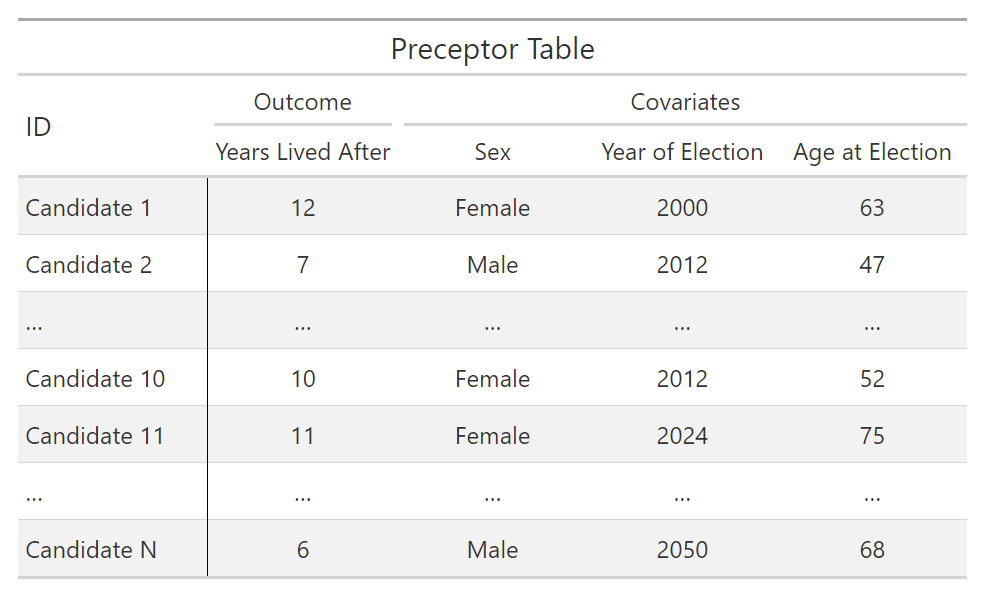 Preceptor Table
ID Outcome Covariates
Years Lived After Sex Year of Election Age at Election
Candidate 1 12 Female 2000 63
Candidate 2 7 Male 2012 47
... ... ... ... ...
Candidate 10 10 Female 2012 52
Candidate 11 11 Female 2024 75
... ... ... ... ...
Candidate N 6 Male 2050 68